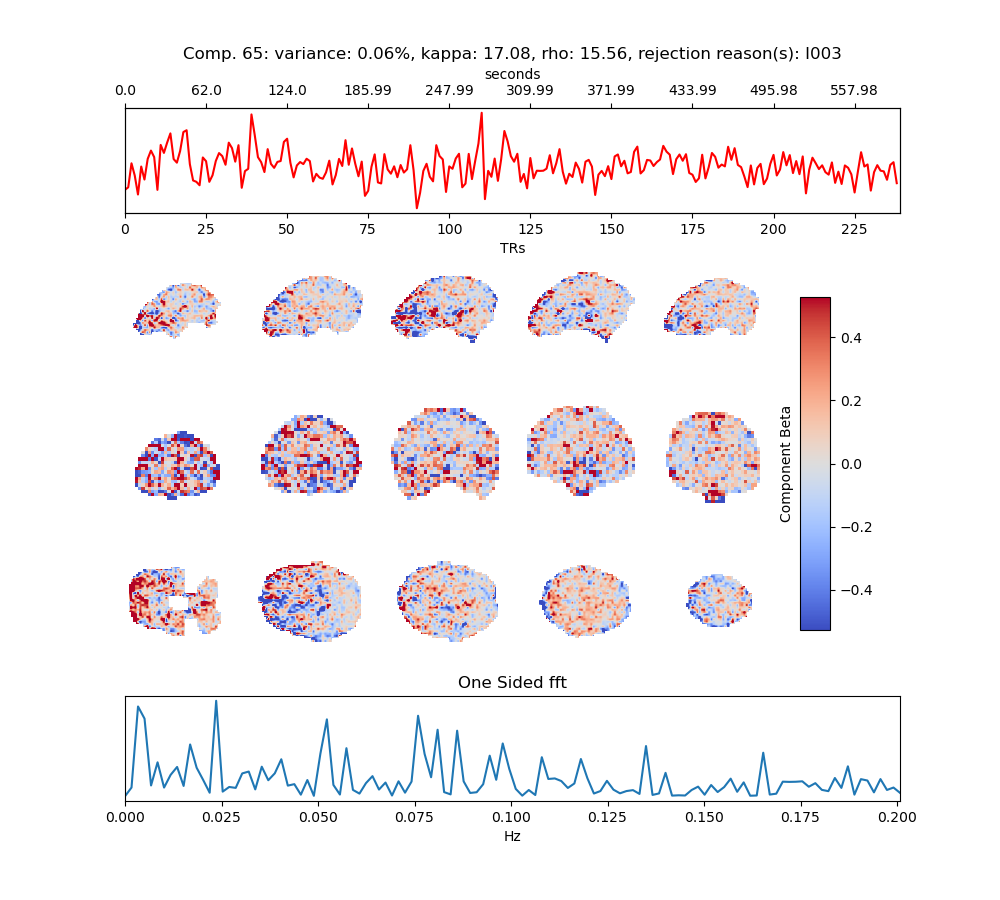 Comp. 65: variance: 0.06%, kappa: 17.08, rho: 15.56, rejection reason(s): I003
seconds
0.0 62.0 124.0 185.99 247.99 309.99 371.99 433.99 495.98 557.98
0 25 50 75 100 125 150 175 200 225
TRs
0.4
0.2
0.0
−0.2
−0.4
Component Beta
One Sided fft
0.000 0.025 0.050 0.075 0.100 0.125 0.150 0.175 0.200
Hz